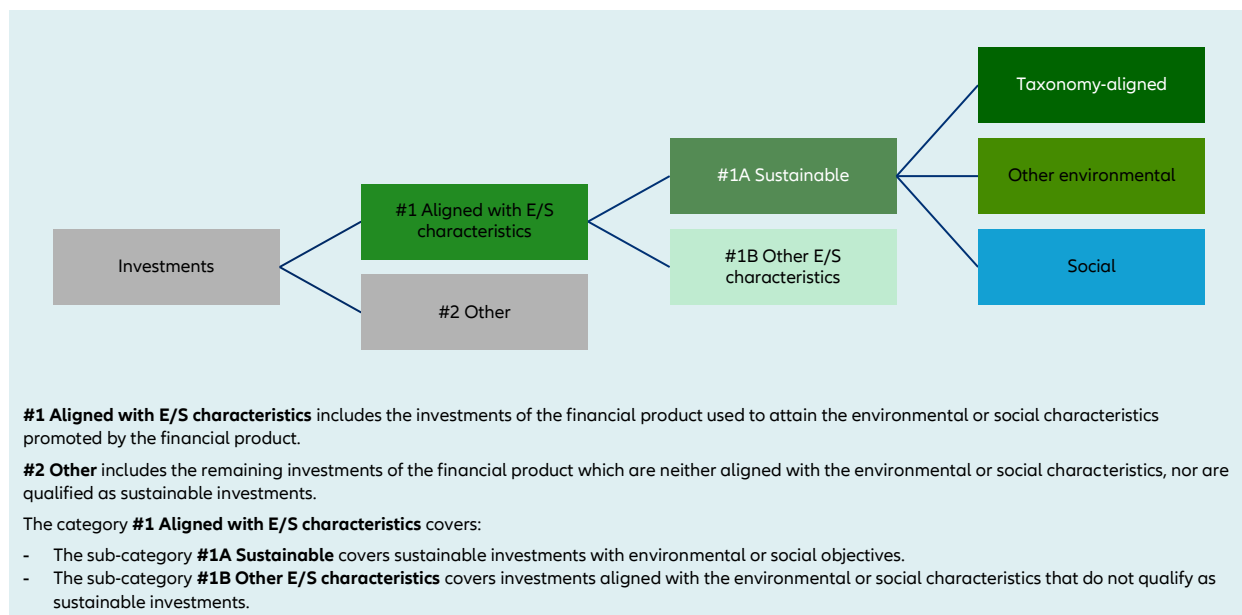 Taxonomy-aligned
#1A Sustainable
Other environmental
#1 Aligned with E/S
characteristics
Investments
#1B Other E/S
characteristics
Social
#2 Other
#1 Aligned with E/S characteristics includes the investments of the financial product used to attain the environmental or social characteristics
promoted by the financial product.
#2 Other includes the remaining investments of the financial product which are neither aligned with the environmental or social characteristics, nor are
qualified as sustainable investments.
The category #1 Aligned with E/S characteristics covers:
- The sub-category #1A Sustainable covers sustainable investments with environmental or social objectives.
- The sub-category #1B Other E/S characteristics covers investments aligned with the environmental or social characteristics that do not qualify as
sustainable investments.